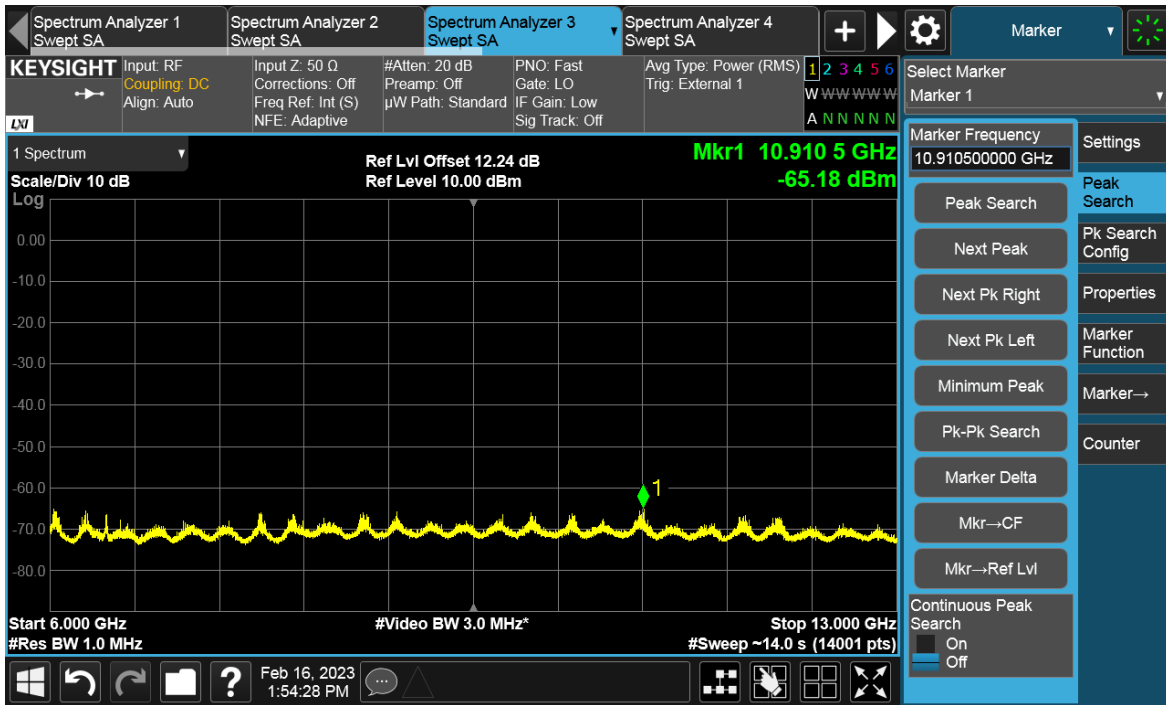 Spectrum Analyzer 1
Swept SA
Spectrum Analyzer 2
Swept SA
Spectrum Analyzer 3
Swept SA
Spectrum Analyzer 4
Swept SA
Marker
KEYSIGHT
LXI
Input: RF
Coupling: DC
Align: Auto
Input Z: 50 Ω
Corrections: Off
Freq Ref: Int (S)
NFE: Adaptive
#Atten: 20 dB
Preamp: Off
µW Path: Standard
PNO: Fast
Gate: LO
IF Gain: Low
Sig Track: Off
Avg Type: Power (RMS)
Trig: External 1
1 2 3 4 5 6
W W W W W W
A N N N N N
Select Marker
Marker 1
1 Spectrum
Scale/Div 10 dB
Log
Ref Lvl Offset 12.24 dB
Ref Level 10.00 dBm
Mkr1 10.910 5 GHz
-65.18 dBm
0.00
-10.0
-20.0
-30.0
-40.0
-50.0
-60.0
-70.0
-80.0
1
Start 6.000 GHz
#Res BW 1.0 MHz
#Video BW 3.0 MHz*
Stop 13.000 GHz
#Sweep ~14.0 s (14001 pts)
Marker Frequency
10.910500000 GHz
Peak Search
Next Peak
Next Pk Right
Next Pk Left
Minimum Peak
Pk-Pk Search
Marker Delta
Mkr→CF
Mkr→Ref Lvl
Continuous Peak
Search
On
Off
Settings
Peak
Search
Pk Search
Config
Properties
Marker
Function
Marker→
Counter
?
Feb 16, 2023
1:54:28 PM